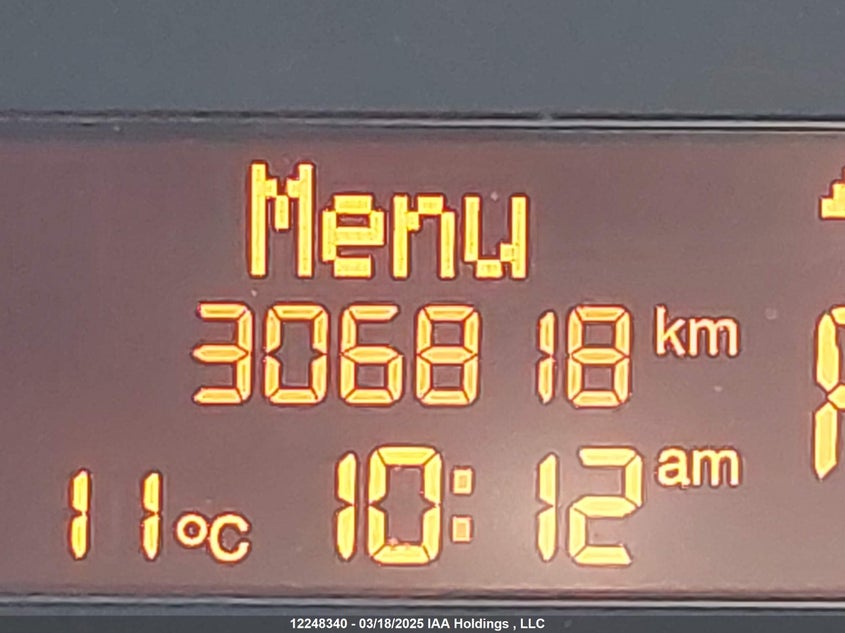 Menu
306818 km
11°C 10:12 am
12248340 - 03/18/2025 IAA Holdings , LLC